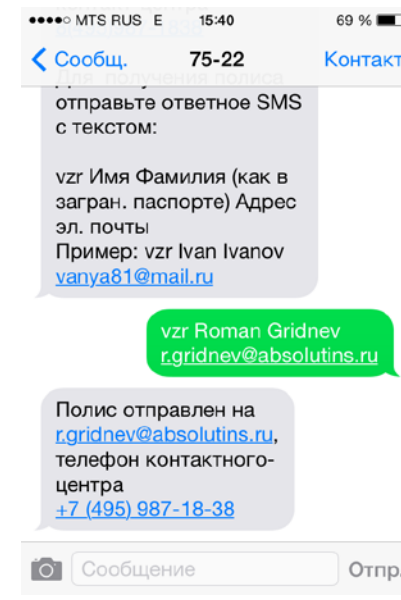 MTS RUS E 15:40 69 %
Сообщ. 75-22 Контакт
Для получения полиса
отправьте ответное SMS
с текстом:
vzr Имя Фамилия (как в
загран. паспорте) Адрес
эл. почты
Пример: vzr Ivan Ivanov
vanya81@mail.ru
vzr Roman Gridnev
r.gridnev@absolutins.ru
Полис отправлен на
r.gridnev@absolutins.ru,
телефон контактного-
центра
+7 (495) 987-18-38
Сообщение Отпр.